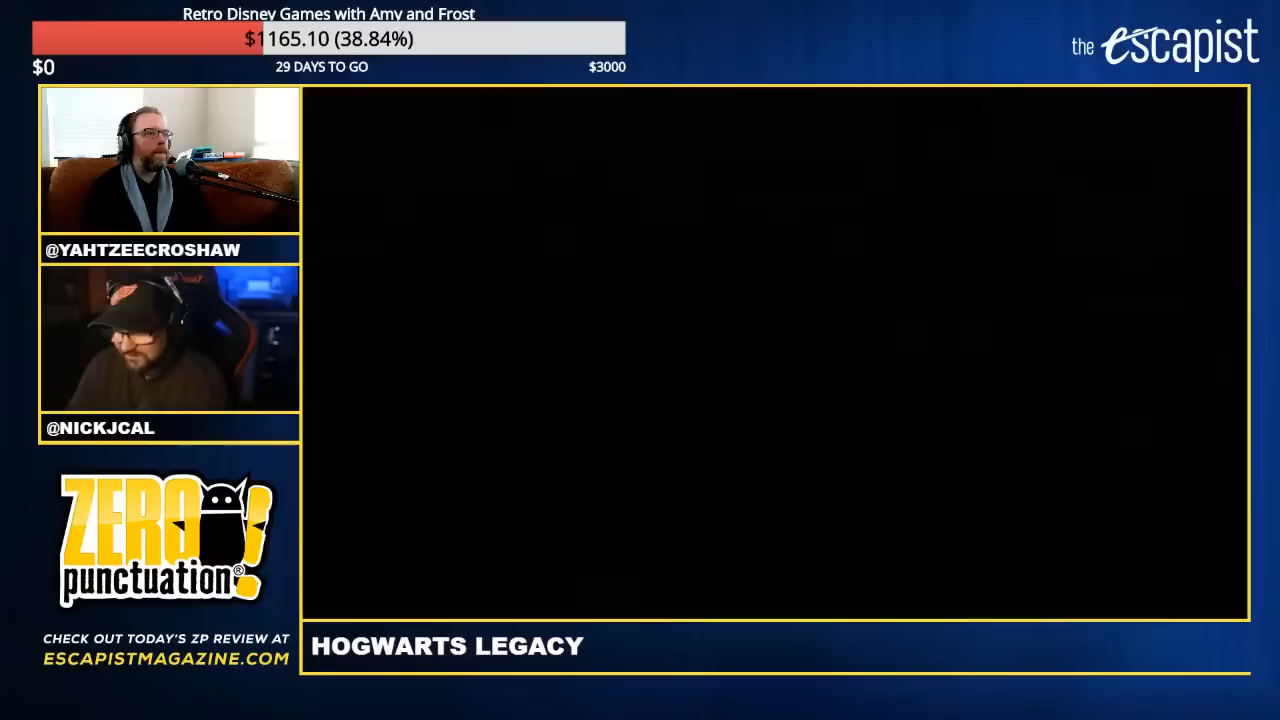 Retro Disney Games with Amy and Frost
$1165.10 (38.84%)
$0
29 DAYS TO GO
$3000
the escapist
@YAHTZEECROSHAW
@NICKJCAL
ZERO
punctuation®!
CHECK OUT TODAY'S ZP REVIEW AT
ESCAPISTMAGAZINE.COM
HOGWARTS LEGACY